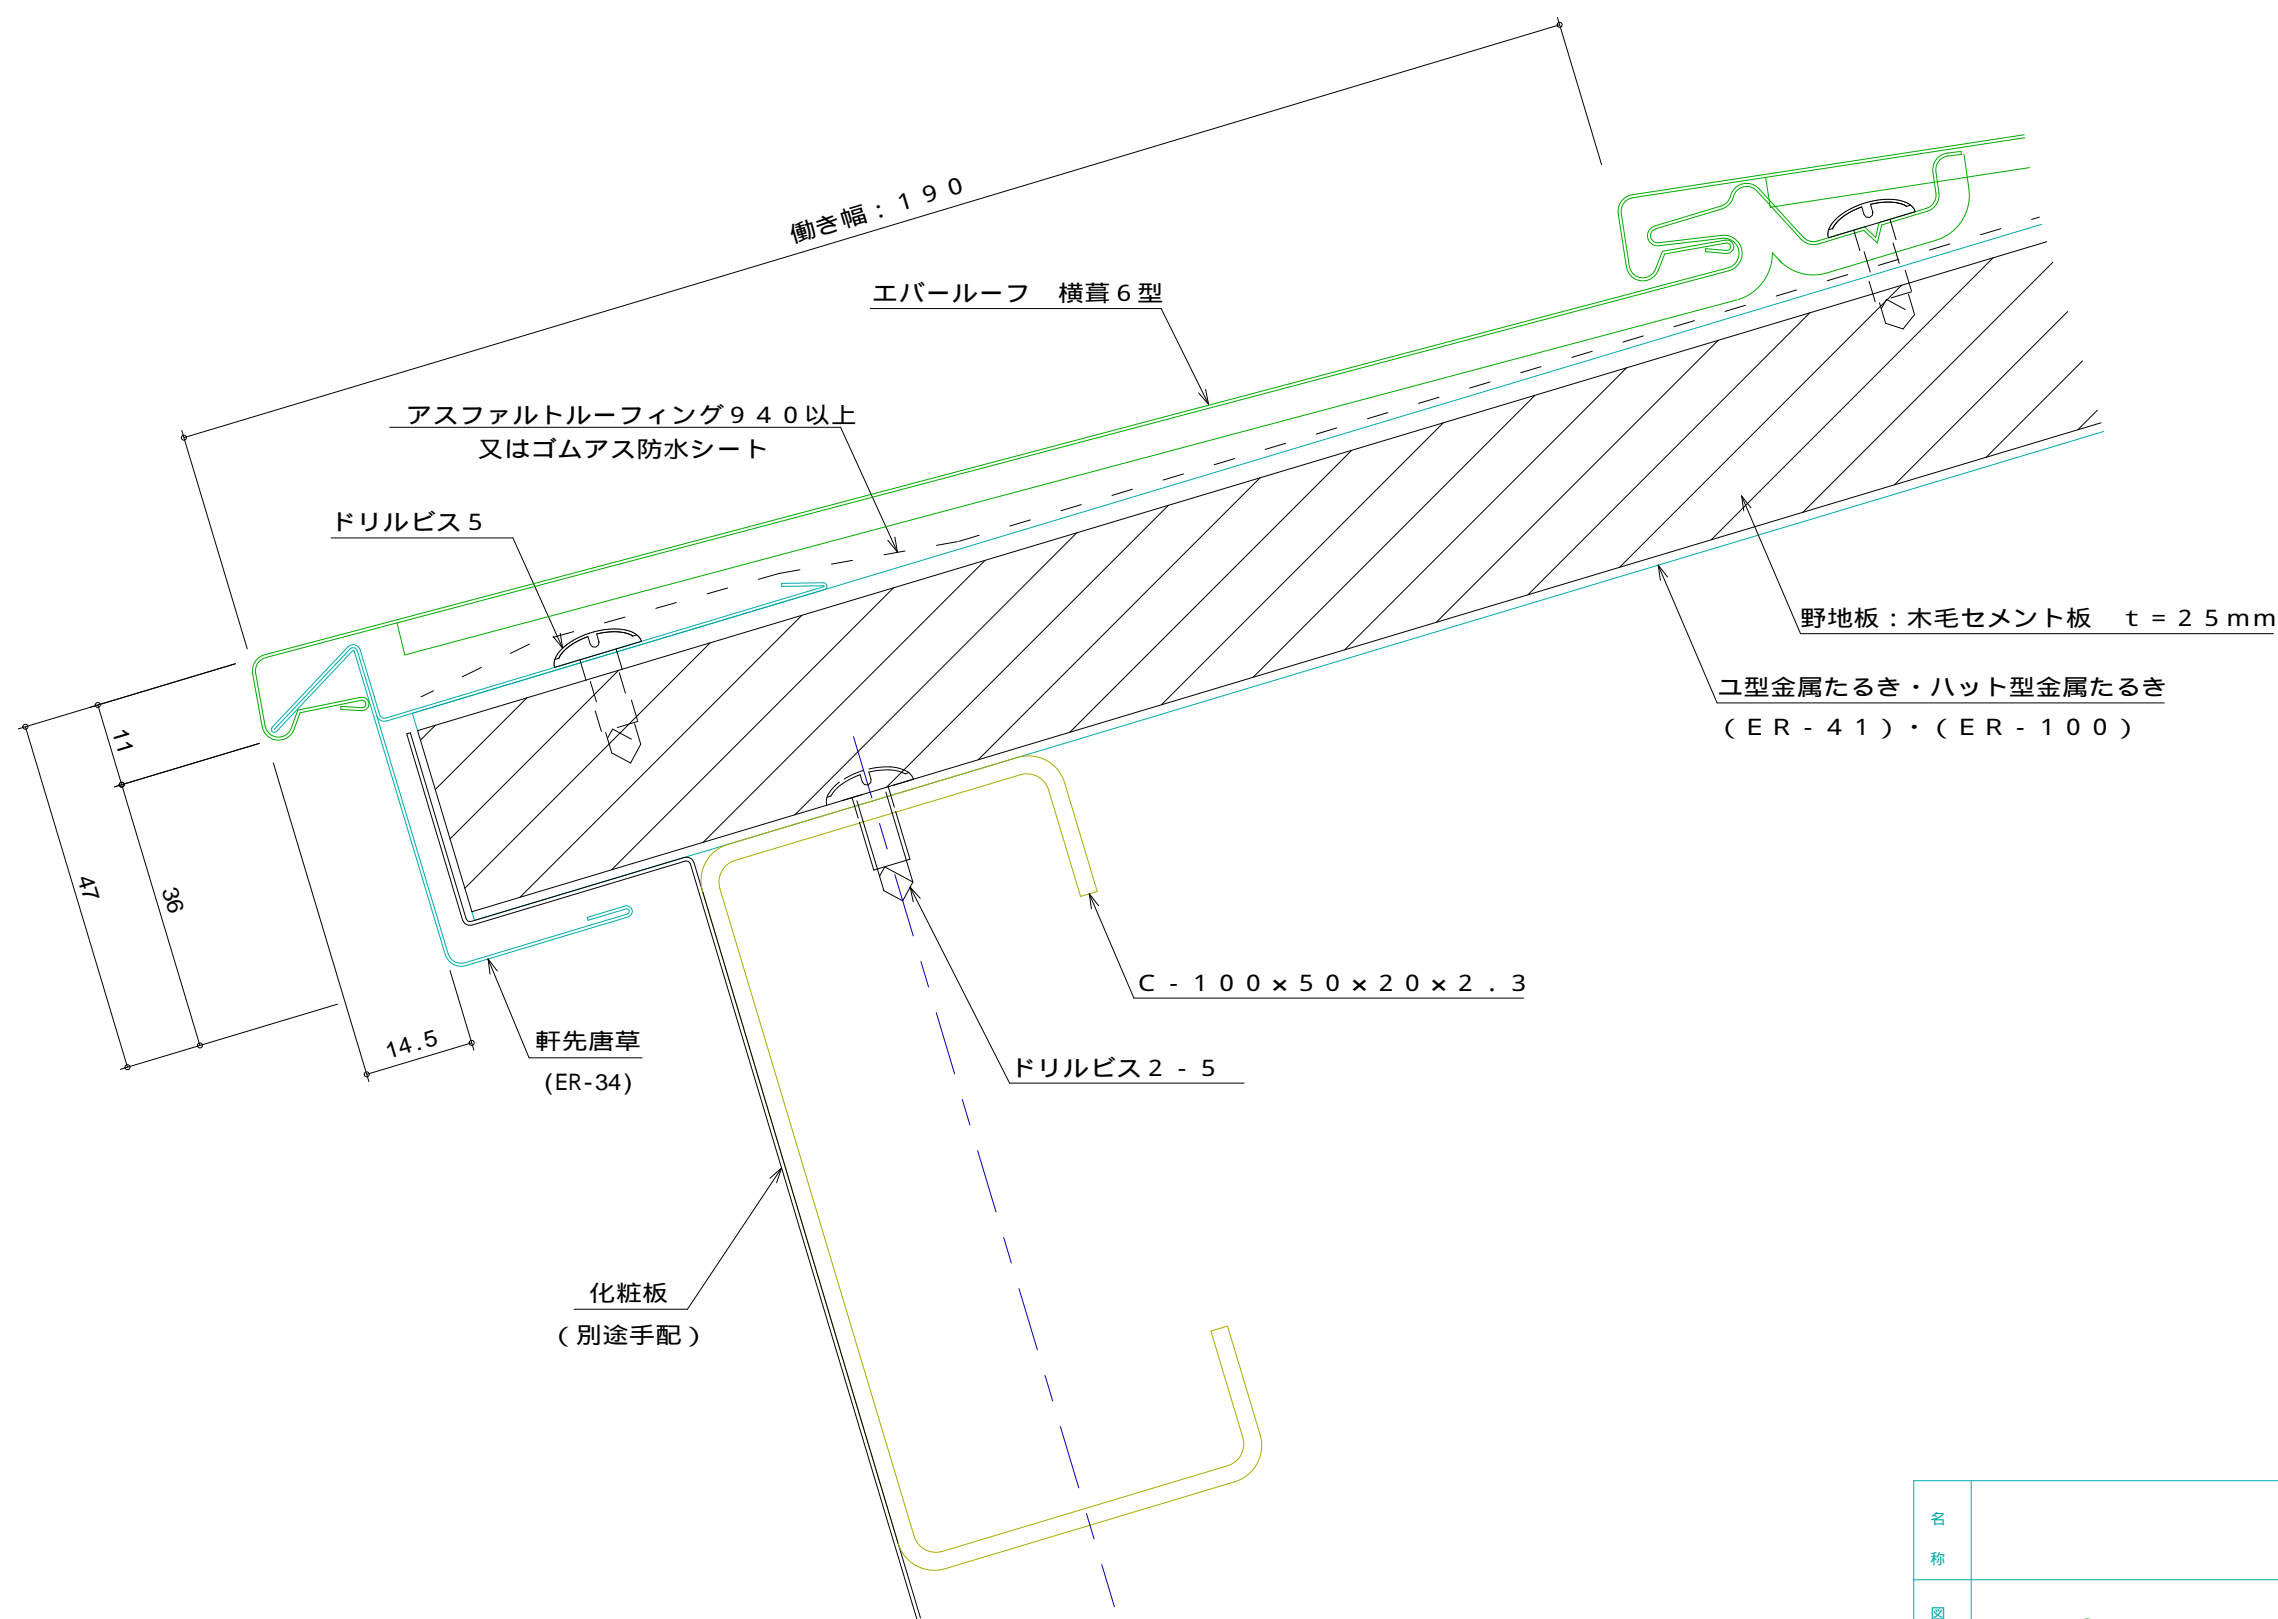 働き幅：１９０
エバールーフ　横葺６型
アスファルトルーフィング９４０以上
又はゴムアス防水シート
ドリルビス５
野地板：木毛セメント板　ｔ＝２５mm
ユ型金属たるき・ハット型金属たるき
（ＥＲ-４１）・（ＥＲ-１００）
11
47
36
14.5
Ｃ-１００×５０×２０×２．３
軒先唐草
(ER-34)
ドリルビス２-５
化粧板
（別途手配）
名
称
図